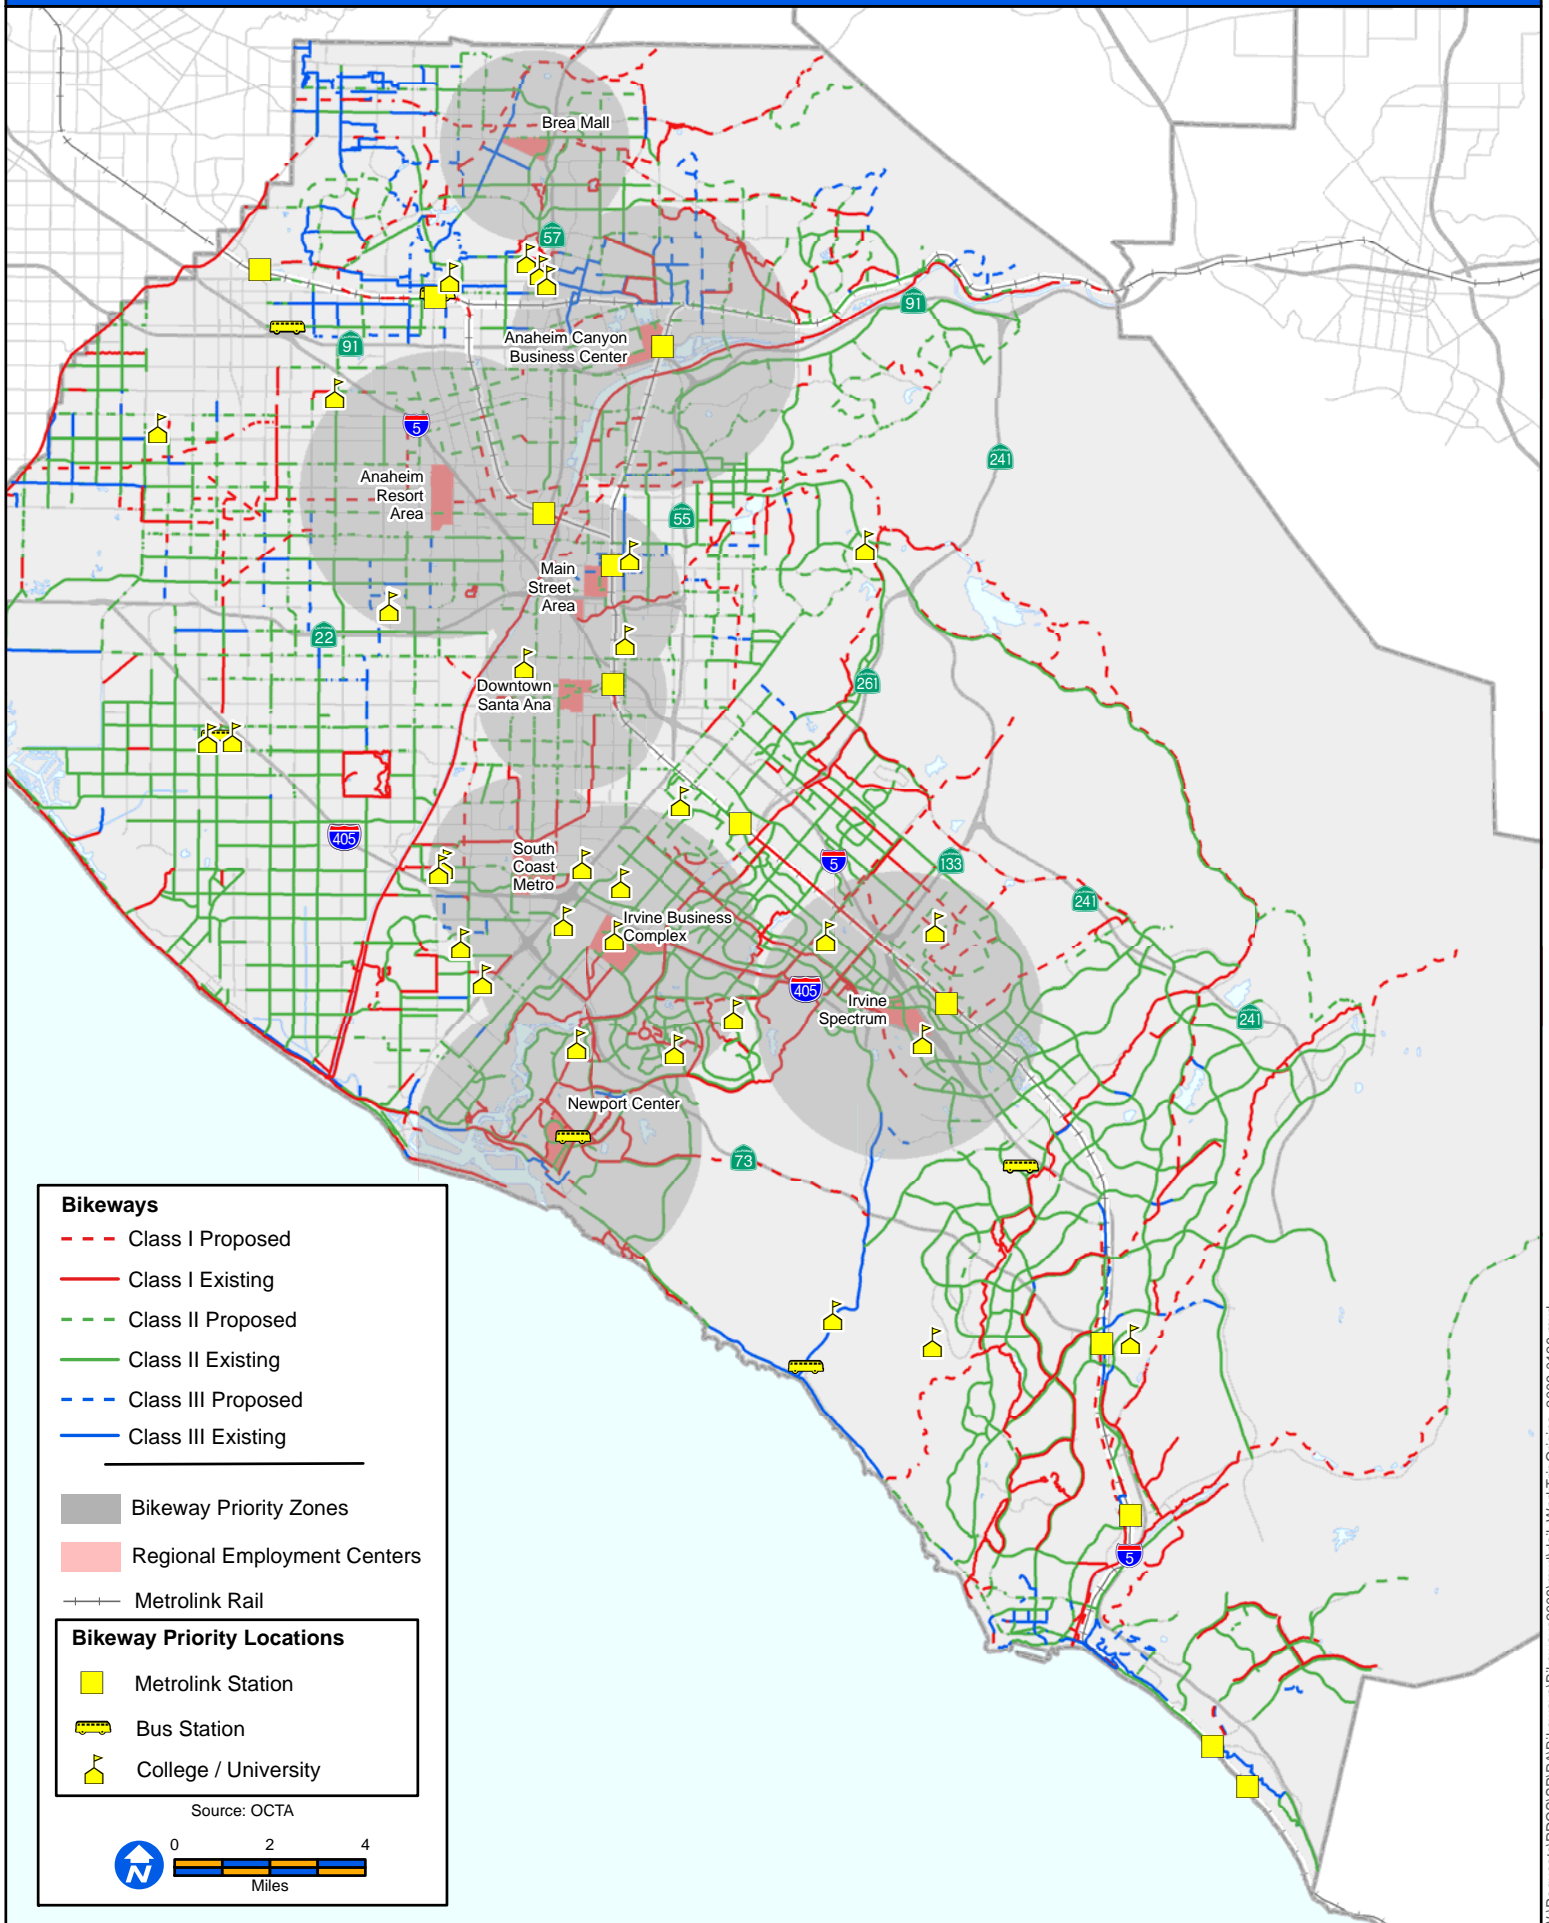 Brea Mall
57
91
Anaheim Canyon
Business Center
91
5
241
Anaheim
Resort
Area
55
Main
Street
Area
22
261
Downtown
Santa Ana
405
South
Coast
Metro
5
133
241
Irvine Business
Complex
405
Irvine
Spectrum
241
Newport Center
73
5
Bikeways
Class I Proposed
Class I Existing
Class II Proposed
Class II Existing
Class III Proposed
Class III Existing
Bikeway Priority Zones
Regional Employment Centers
Metrolink Rail
Bikeway Priority Locations
Metrolink Station
Bus Station
College / University
Source: OCTA
N
0 2 4
Miles